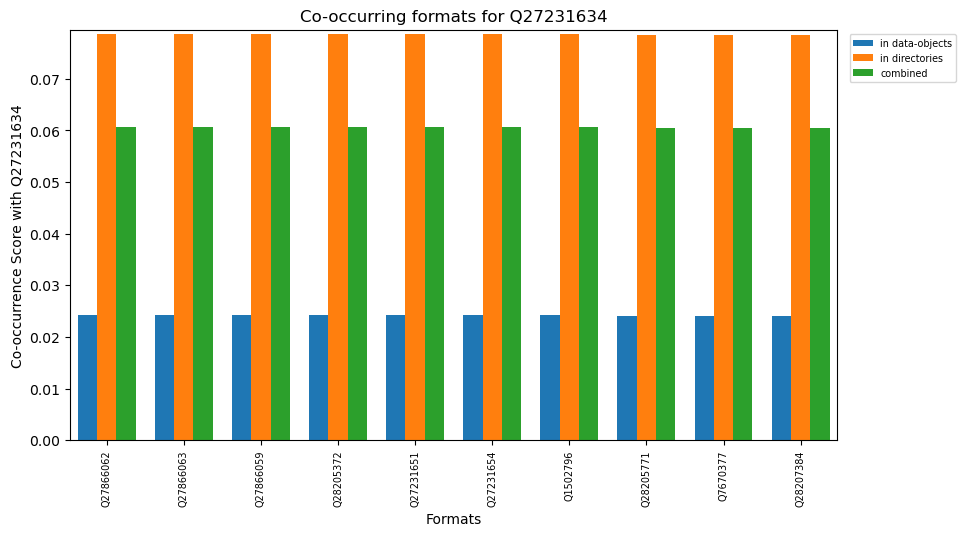 Co-occurring formats for Q27231634
in data-objects
in directories
combined
Co-occurrence Score with Q27231634
0.07
0.06
0.05
0.04
0.03
0.02
0.01
0.00
Q27866062
Q27866063
Q27866059
Q28205372
Q27231651
Q27231654
Q1502796
Q28205771
Q7670377
Q28207384
Formats